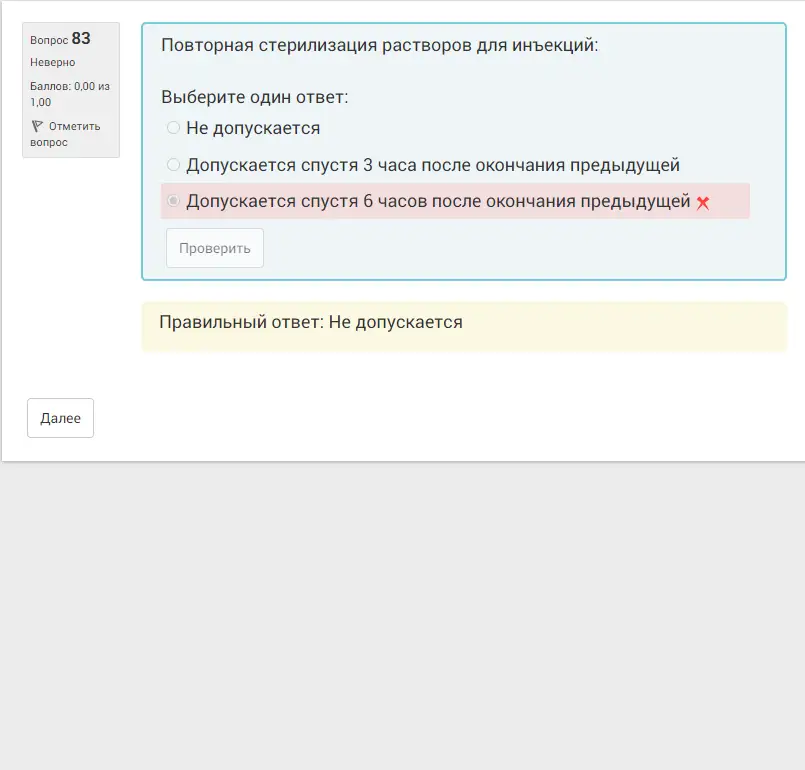 Вопрос 83
Неверно
Баллов: 0,00 из
1,00
Отметить
вопрос
Повторная стерилизация растворов для инъекций:
Выберите один ответ:
Не допускается
Допускается спустя 3 часа после окончания предыдущей
Допускается спустя 6 часов после окончания предыдущей
Проверить
Правильный ответ: Не допускается
Далее